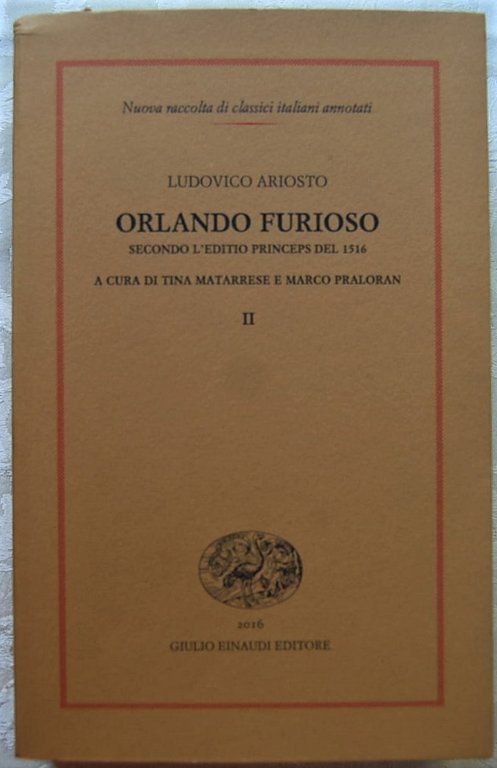 Nuova raccolta di classici italiani annotati
LUDOVICO ARIOSTO
ORLANDO FURIOSO
SECONDO L'EDITIO PRINCEPS DEL 1516
A CURA DI TINA MATARRESE E MARCO PRALORAN
II
2016
GIULIO EINAUDI EDITORE